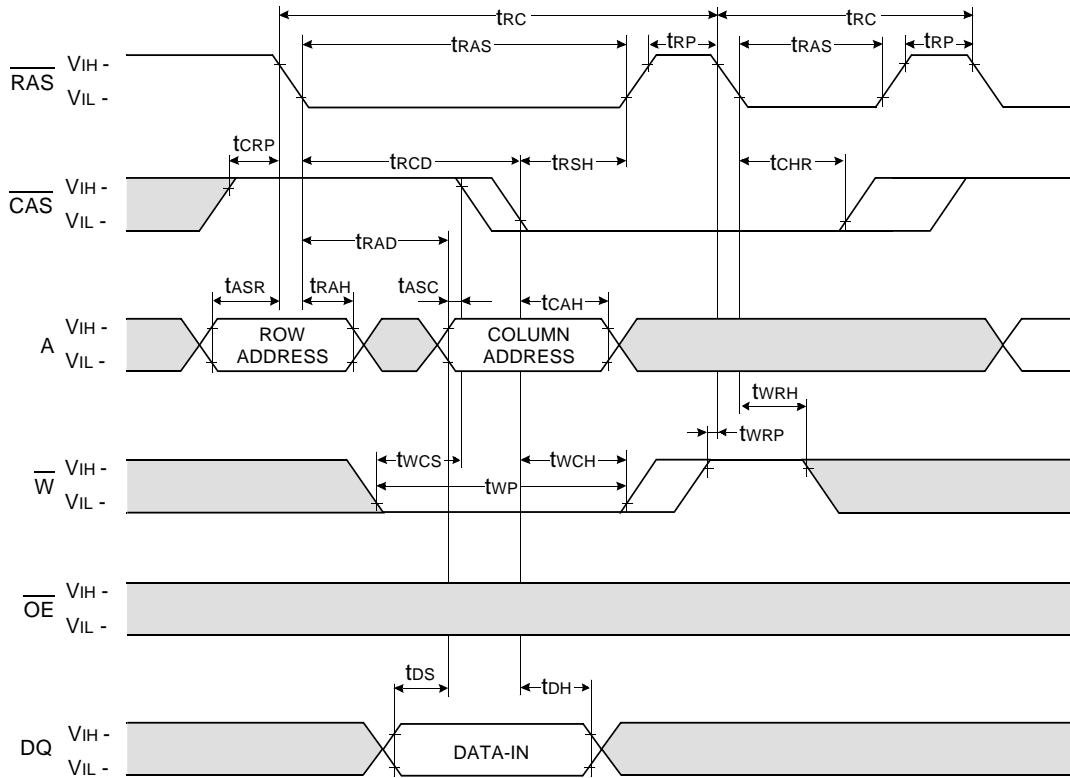 tRC tRC
tRAS tRP tRAS tRP
RAS VIH -
VIL -
tCRP tRCD tRSH tCHR
CAS VIH -
VIL -
tRAD
tASR tRAH tASC tCAH
A VIH -
VIL -
ROW ADDRESS
COLUMN ADDRESS
tWRH
tWRP
tWCS tWCH
tWP
W VIH -
VIL -
OE VIH -
VIL -
tDS tDH
DQ VIH -
VIL -
DATA-IN